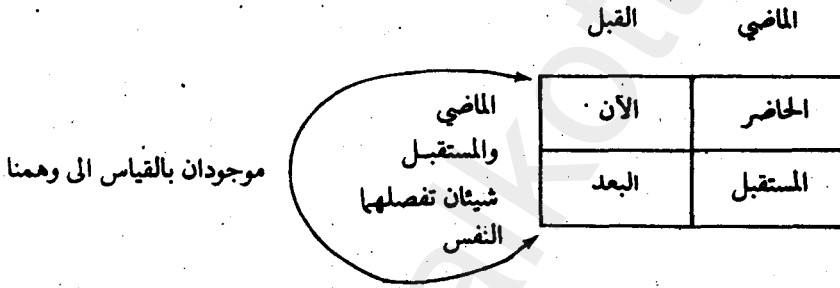 الماضي القبل
الحاضر الآن
المستقبل البعد
الماضي
والمستقبل
شيئان تفصلهما
النفس
موجودان بالقياس الى وهمنا